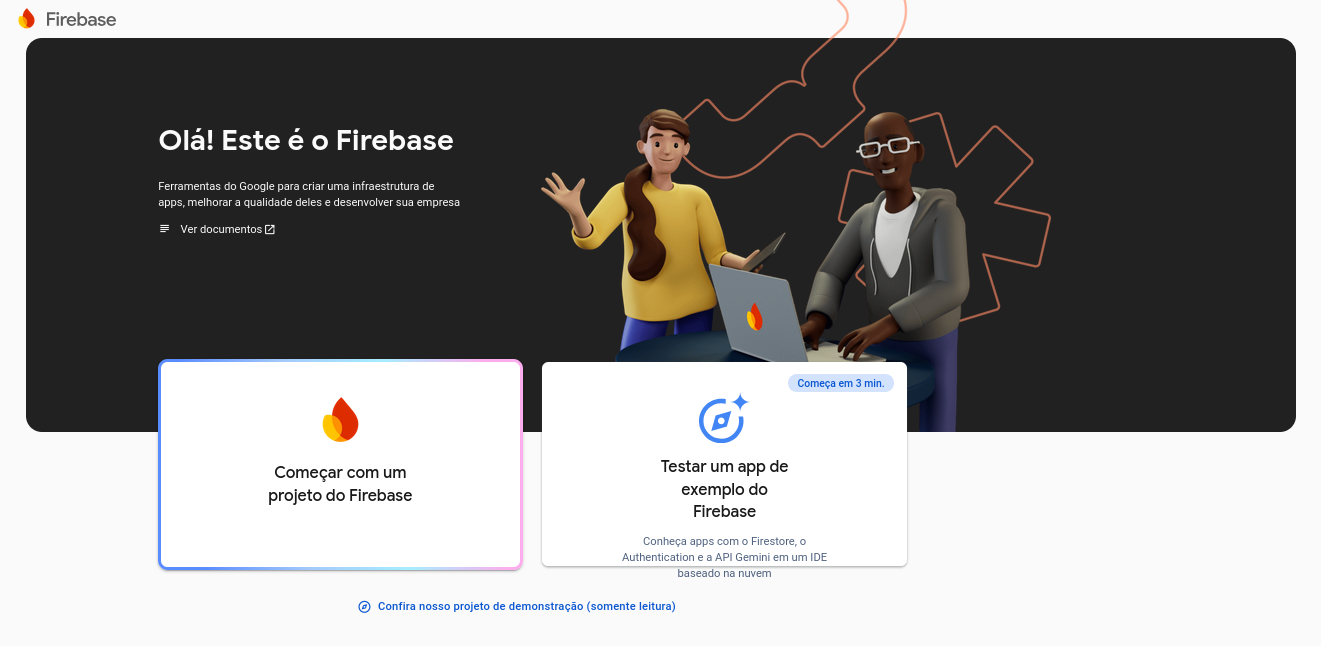 Firebase
Olá! Este é o Firebase
Ferramentas do Google para criar uma infraestrutura de
apps, melhorar a qualidade deles e desenvolver sua empresa
Ver documentos
Começar com um
projeto do Firebase
Começa em 3 min.
Testar um app de
exemplo do
Firebase
Conheça apps com o Firestore, o
Authentication e a API Gemini em um IDE
baseado na nuvem
Confira nosso projeto de demonstração (somente leitura)